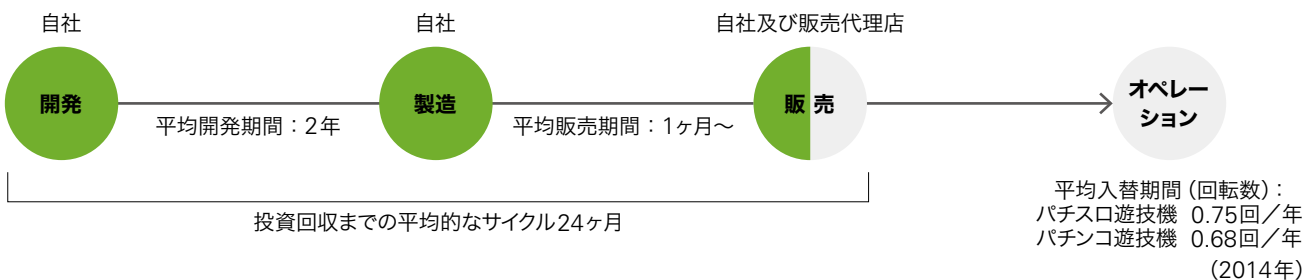 自社
自社
自社及び販売代理店
開発
製造
販売
オペレー
ション
平均開発期間：2年
平均販売期間：1ヶ月～
投資回収までの平均的なサイクル24ヶ月
平均入替期間（回転数）：
パチスロ遊技機 0.75回／年
パチンコ遊技機 0.68回／年
（2014年）